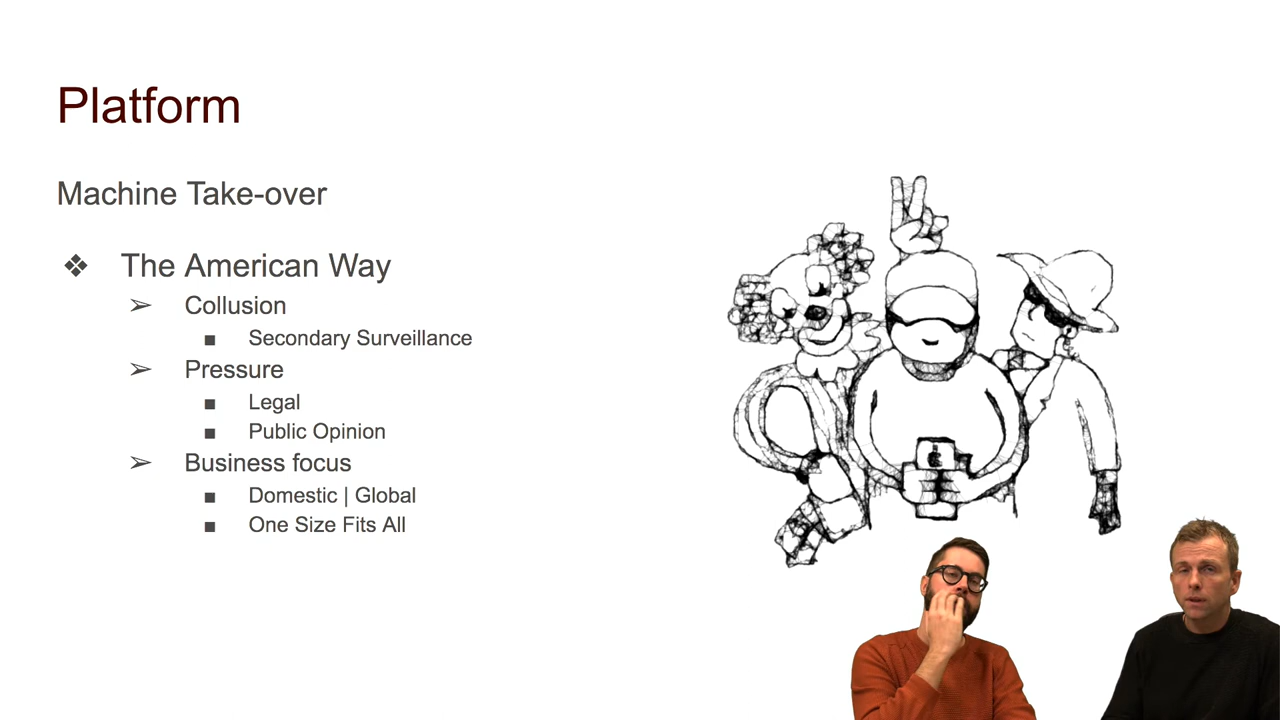 Platform
Machine Take-over
❖ The American Way
➢ Collusion
■ Secondary Surveillance
➢ Pressure
■ Legal
■ Public Opinion
➢ Business focus
■ Domestic | Global
■ One Size Fits All